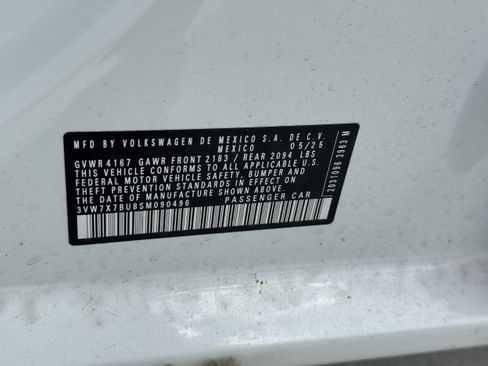 MFD BY VOLKSWAGEN DE MEXICO S.A. DE C.V.
MEXICO 05/25
GVWR 4167 GAWR FRONT 2183 / REAR 2094 LBS
THIS VEHICLE CONFORMS TO ALL APPLICABLE U.S.
FEDERAL MOTOR VEHICLE SAFETY, BUMPER AND
THEFT PREVENTION STANDARDS IN EFFECT ON
THE DATE OF MANUFACTURE SHOWN ABOVE.
3VW7X7BU8SM090496 PASSENGER CAR
2031096 3983 M